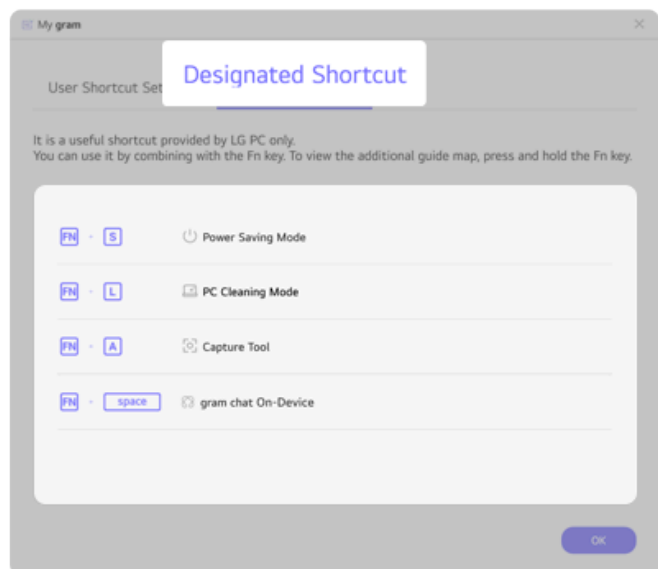 My gram
Designated Shortcut
User Shortcut Set
It is a useful shortcut provided by LG PC only.
You can use it by combining with the Fn key. To view the additional guide map, press and hold the Fn key.
FN - S Power Saving Mode
FN - L PC Cleaning Mode
FN - A Capture Tool
FN - space gram chat On-Device
OK